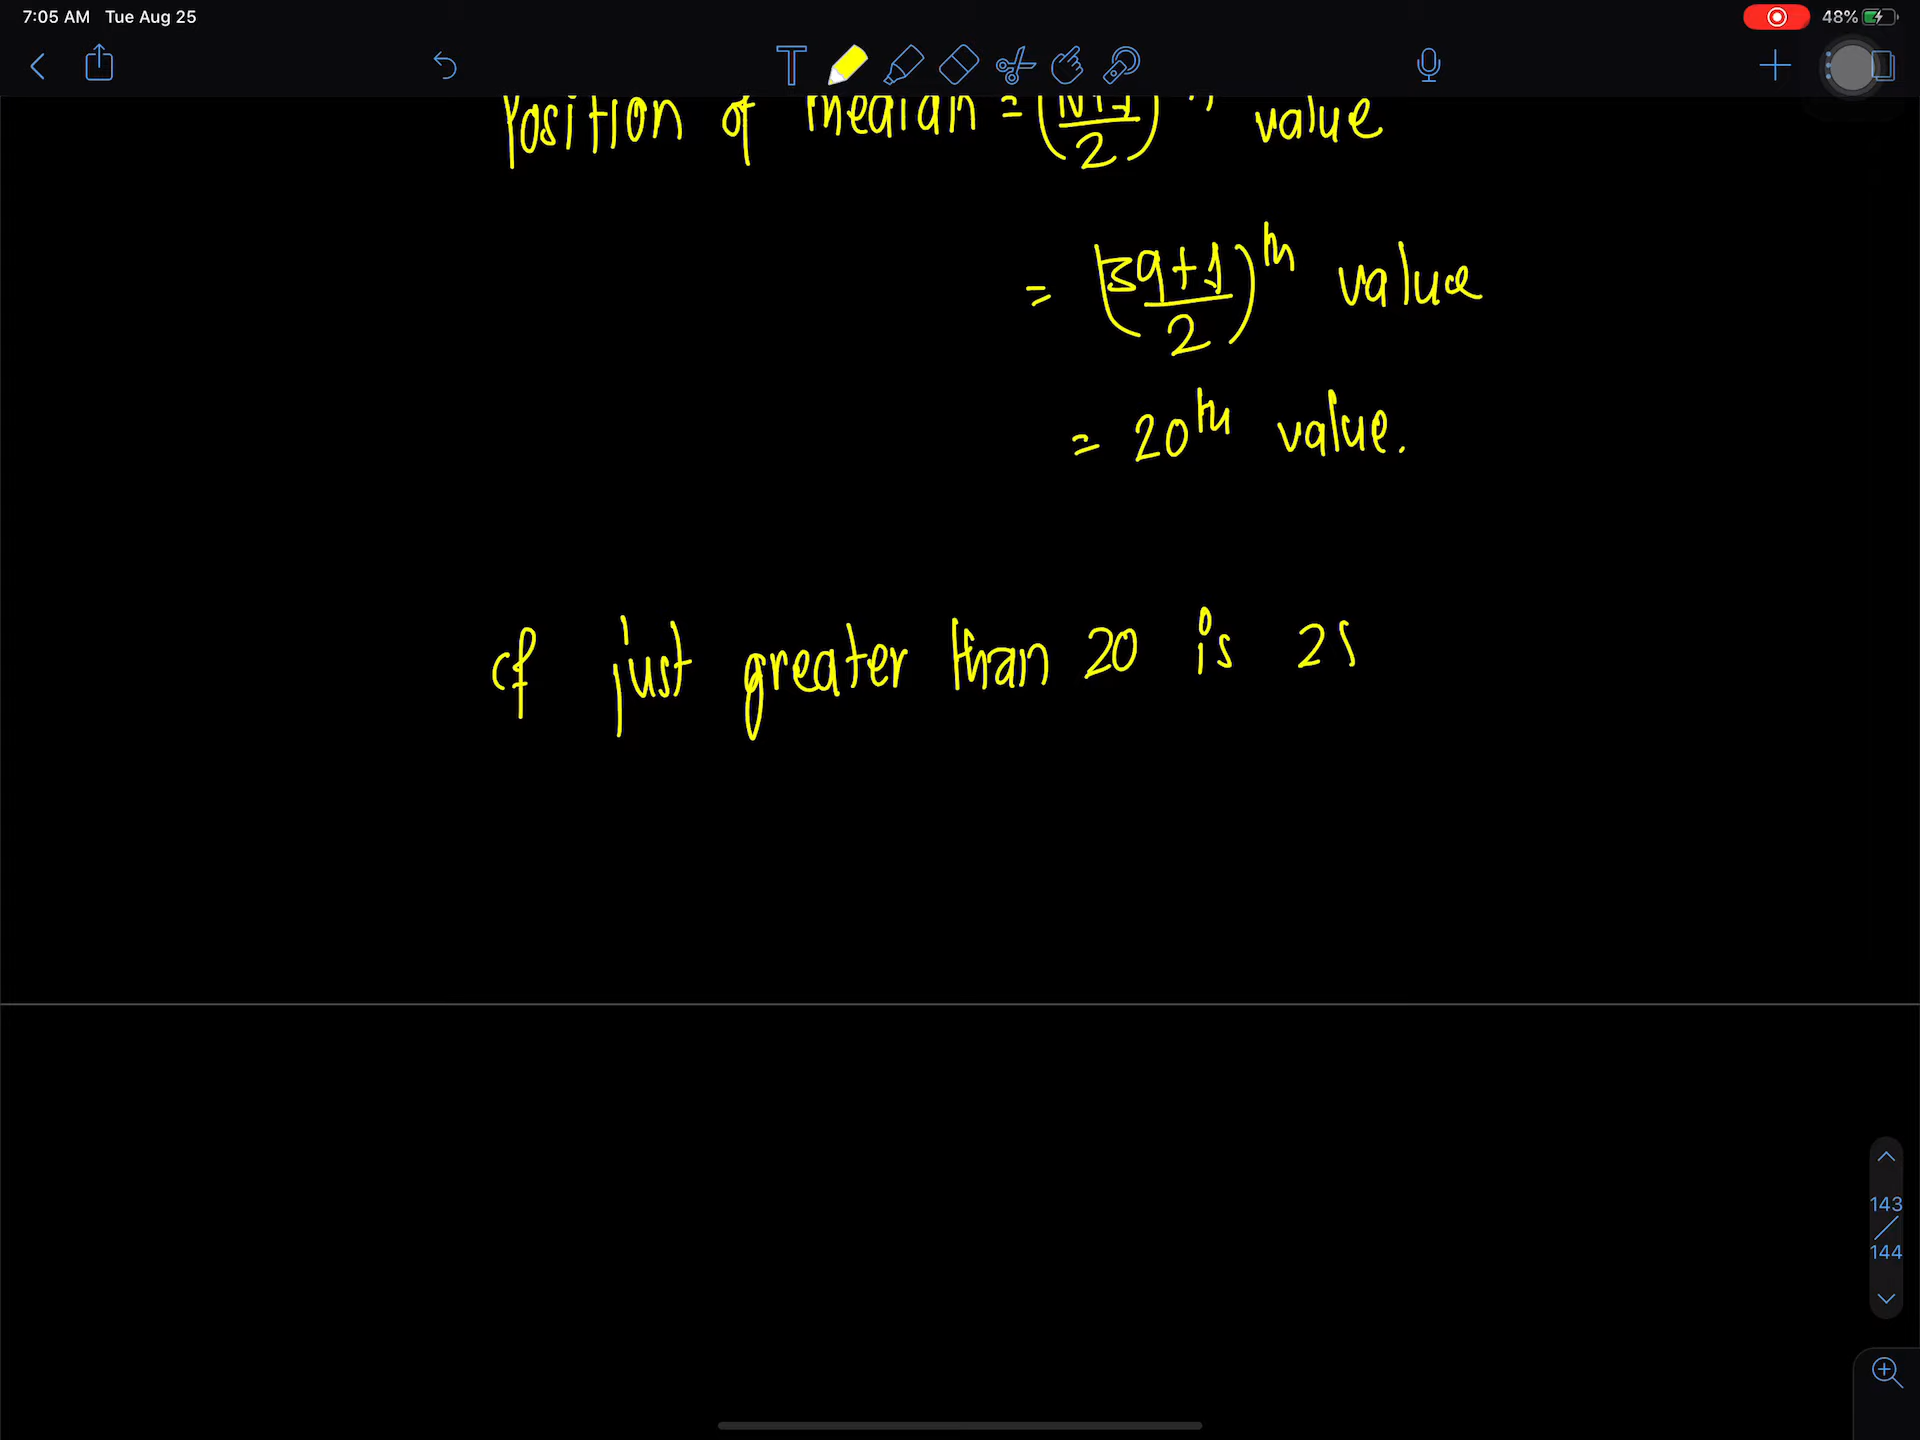 7:05 AM Tue Aug 25
48%
Position of median = (N+1/2)th value
= (39+1/2)th value
= 20th value.
cf just greater than 20 is 25
143
144